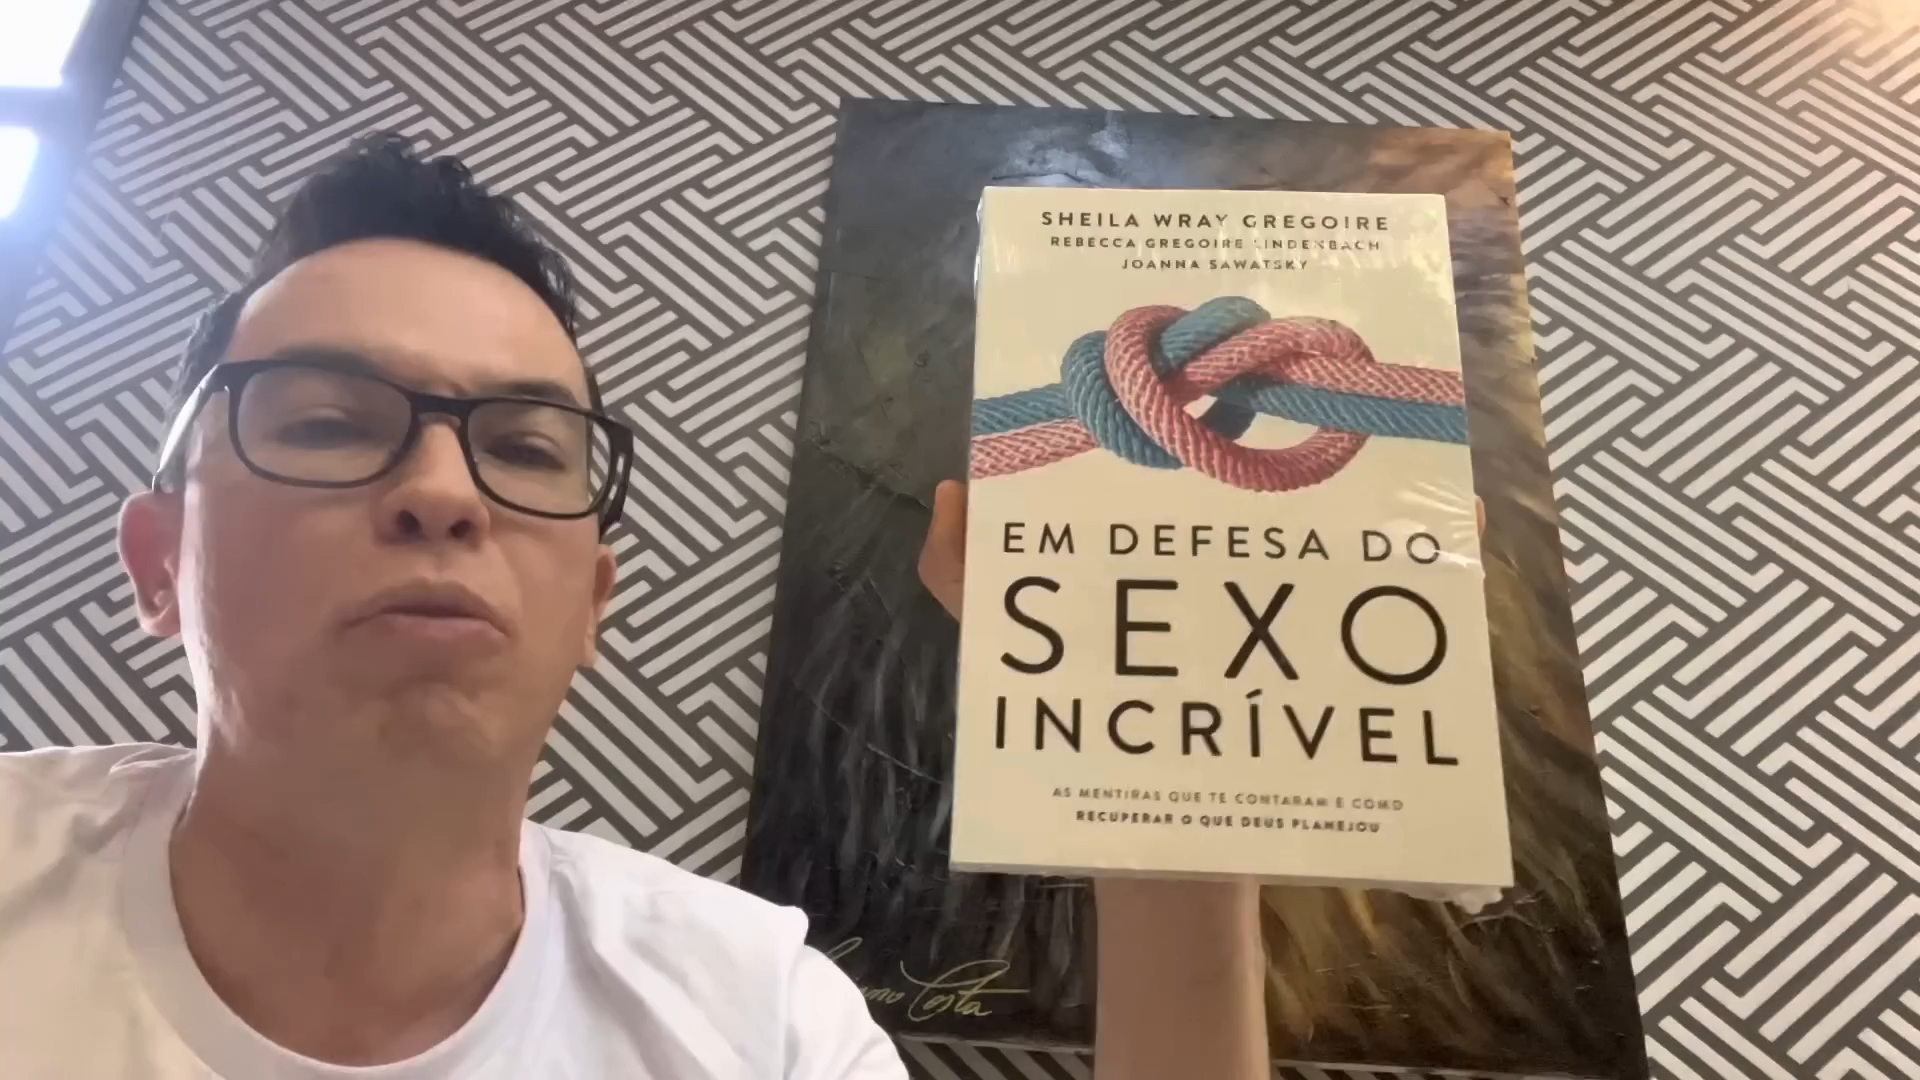 SHEILA WRAY GREGOIRE
REBECCA GREGOIRE LINDENBACH
JOANNA SAWATSKY
EM DEFESA DO
SEXO
INCRÍVEL
AS MENTIRAS QUE TE CONTARAM E COMO
RECUPERAR O QUE DEUS PLANEJOU
Costa